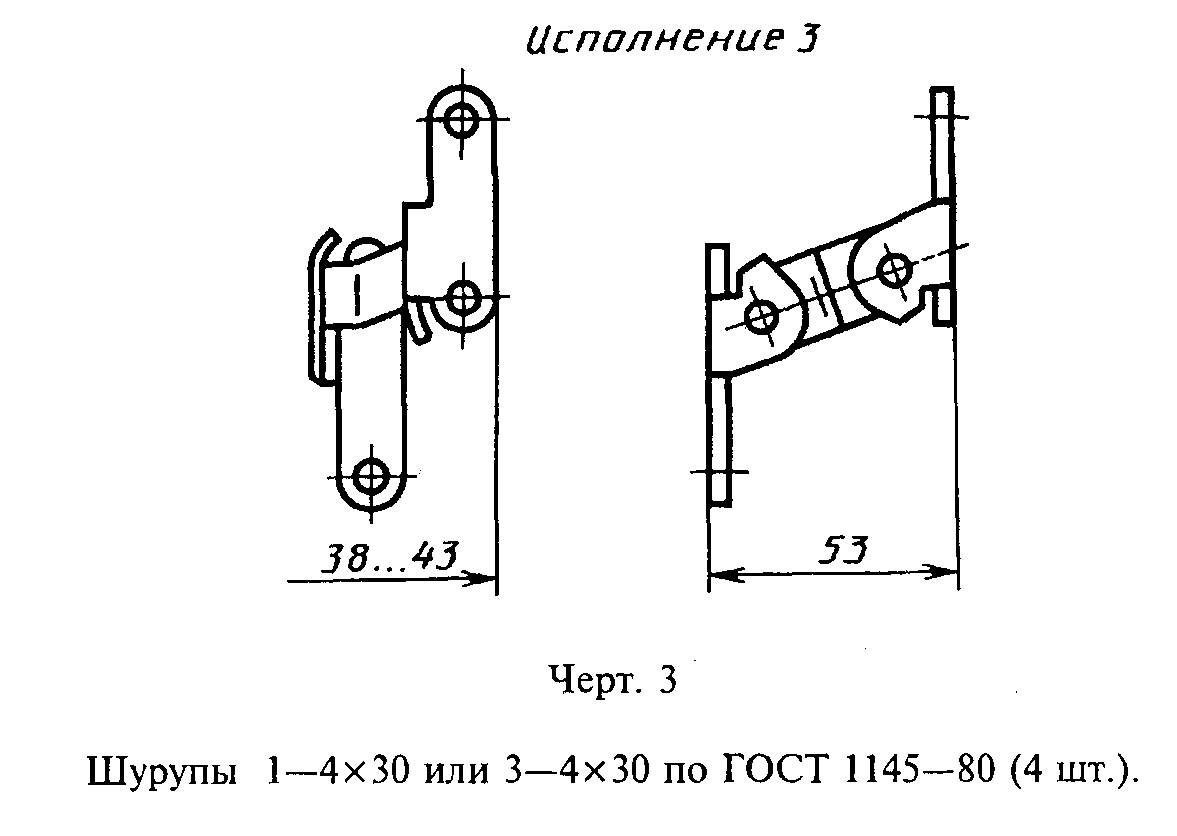 Исполнение 3
38...43
53
Черт. 3
Шурупы 1—4×30 или 3—4×30 по ГОСТ 1145—80 (4 шт.).